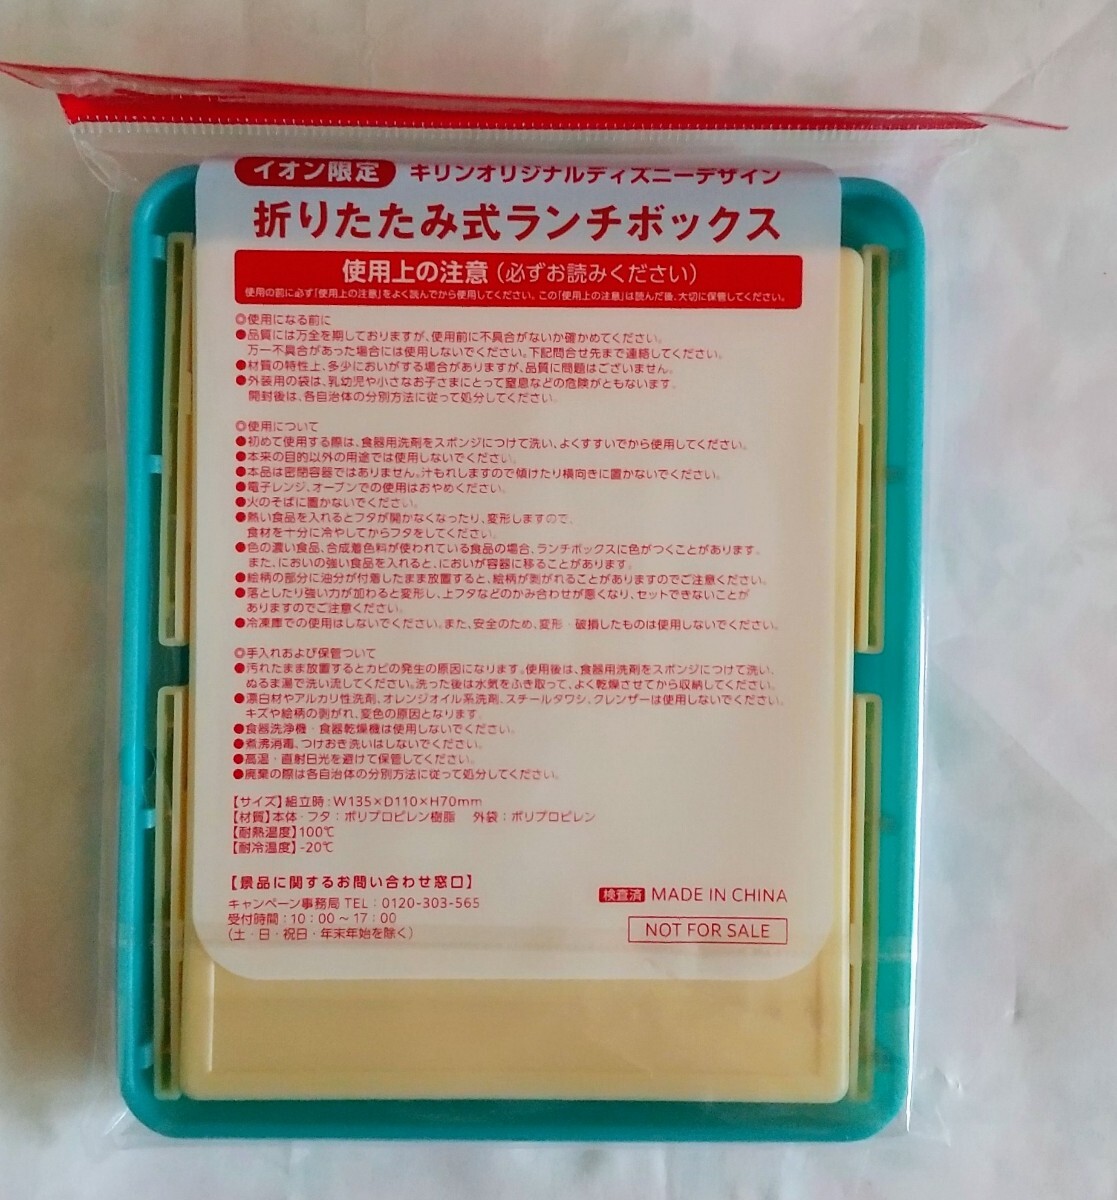 イオン限定 キリンオリジナルディズニーデザイン
折りたたみ式ランチボックス
使用上の注意(必ずお読みください)
使用の前に必ず「使用上の注意」をよく読んでから使用してください。この「使用上の注意」は読んだ後、大切に保管してください。
◎使用になる前に
●品質には万全を期しておりますが、使用前に不具合がないか確かめてください。
万一不具合があった場合には使用しないでください。下記問合せ先まで連絡してください。
●材質の特性上、多少においがする場合がありますが、品質に問題はございません。
●外装用の袋は、乳幼児や小さなお子さまにとって窒息などの危険がともないます。
開封後は、各自治体の分別方法に従って処分してください。
◎使用について
●初めて使用する際は、食器用洗剤をスポンジにつけて洗い、よくすすいでから使用してください。
●本来の目的以外の用途では使用しないでください。
●本品は密閉容器ではありません。汁もれしますので傾けたり横向きに置かないでください。
●電子レンジ、オーブンでの使用はおやめください。
●火のそばに置かないでください。
●熱い食品を入れるとフタが開かなくなったり、変形しますので、
食材を十分に冷やしてからフタをしてください。
●色の濃い食品、合成着色料が使われている食品の場合、ランチボックスに色がつくことがあります。
また、においの強い食品を入れると、においが容器に移ることがあります。
●絵柄の部分に油分が付着したまま放置すると、絵柄が剥がれることがありますのでご注意ください。
●落としたり強い力が加わると変形し、上フタなどのかみ合わせが悪くなり、セットできないことが
ありますのでご注意ください。
●冷凍庫での使用はしないでください。また、安全のため、変形・破損したものは使用しないでください。
◎手入れおよび保管ついて
●汚れたまま放置するとカビの発生の原因になります。使用後は、食器用洗剤をスポンジにつけて洗い、
ぬるま湯で洗い流してください。洗った後は水気をふき取って、よく乾燥させてから収納してください。
●漂白材やアルカリ性洗剤、オレンジオイル系洗剤、スチールタワシ、クレンザーは使用しないでください。
キズや絵柄の剥がれ、変色の原因となります。
●食器洗浄機・食器乾燥機は使用しないでください。
●煮沸消毒、つけおき洗いはしないでください。
●高温・直射日光を避けて保管してください。
●廃棄の際は各自治体の分別方法に従って処分してください。
【サイズ】組立時:W135×D110×H70mm
【材質】本体・フタ:ポリプロピレン樹脂 外袋:ポリプロピレン
【耐熱温度】100℃
【耐冷温度】-20℃
【景品に関するお問い合わせ窓口】
キャンペーン事務局 TEL:0120-303-565
受付時間:10:00〜17:00
(土・日・祝日・年末年始を除く)
検査済 MADE IN CHINA
NOT FOR SALE